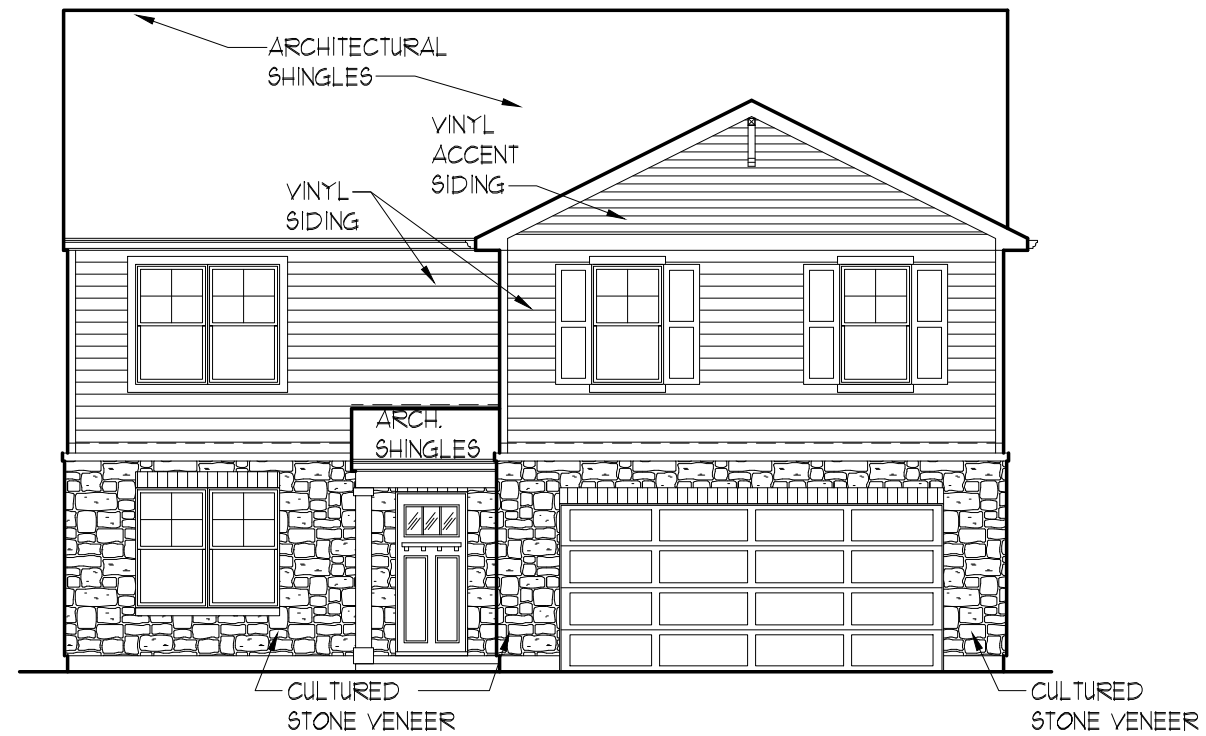 ARCHITECTURAL
SHINGLES
VINYL
ACCENT
SIDING
VINYL
SIDING
ARCH.
SHINGLES
CULTURED
STONE VENEER
CULTURED
STONE VENEER